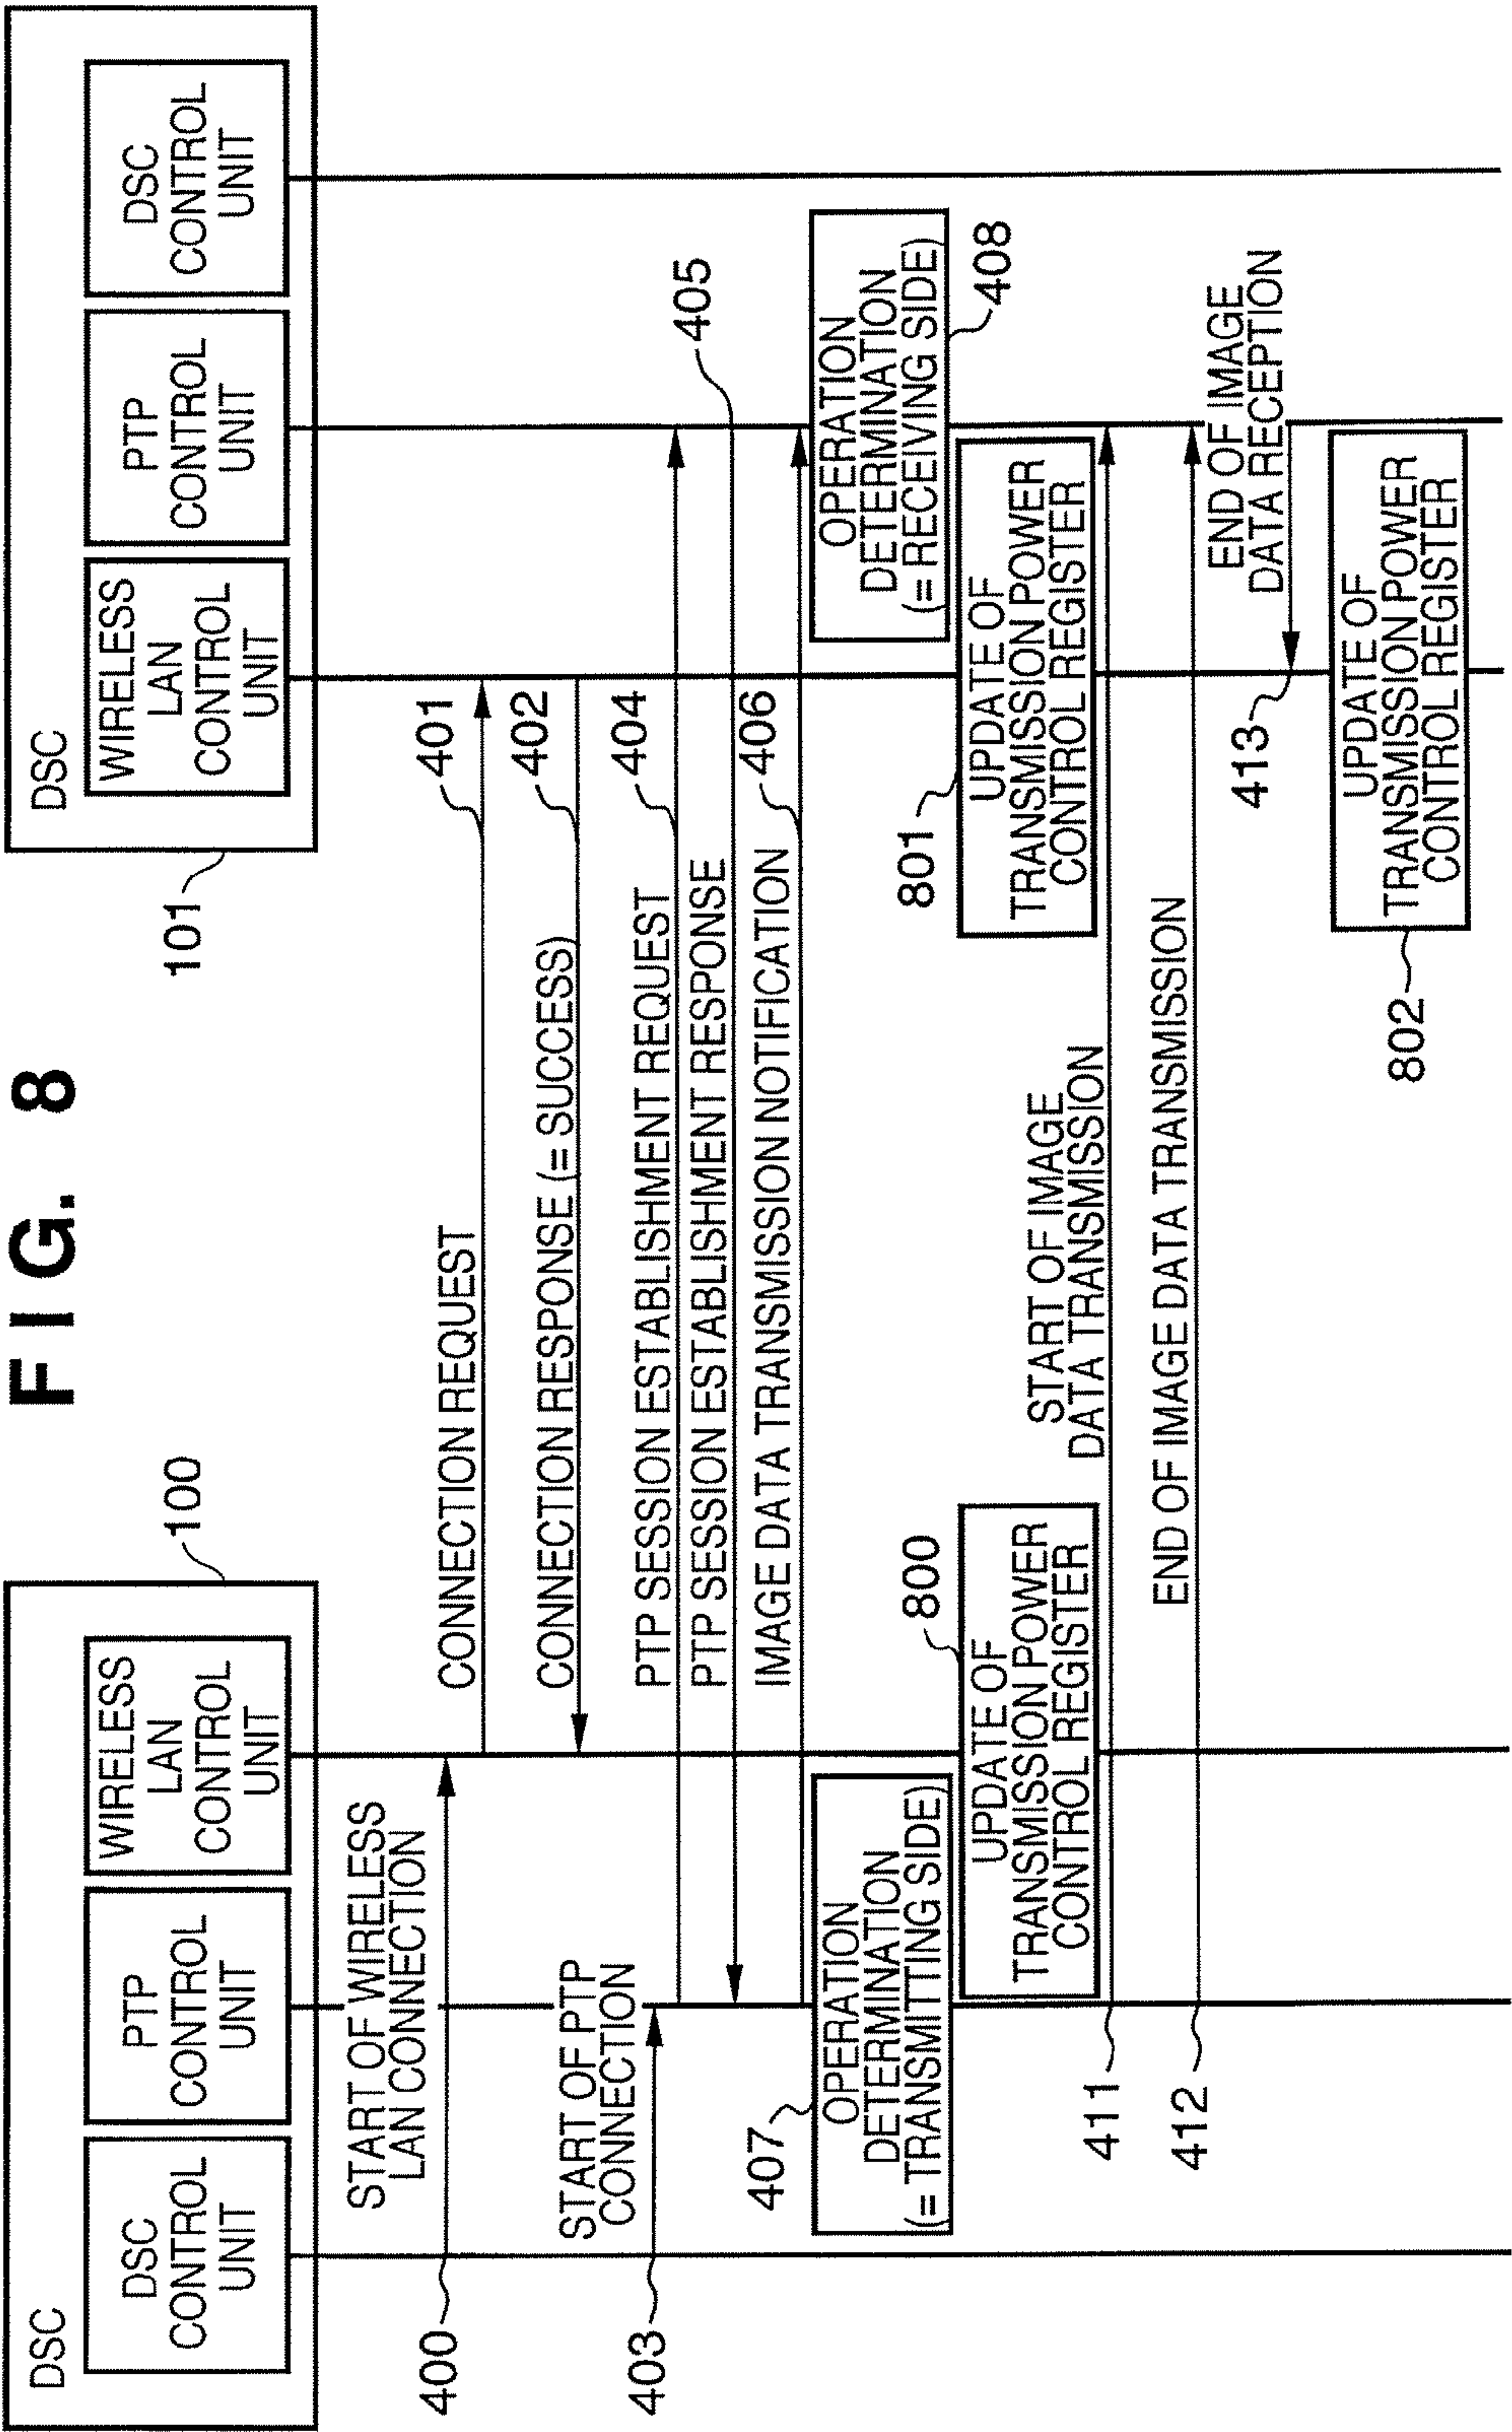 FIG. 8
DSC
DSC
CONTROL
UNIT
PTP
CONTROL
UNIT
WIRELESS
LAN
CONTROL
UNIT
100
DSC
WIRELESS
LAN
CONTROL
UNIT
PTP
CONTROL
UNIT
DSC
CONTROL
UNIT
101
START OF WIRELESS
LAN CONNECTION
400
CONNECTION REQUEST
401
CONNECTION RESPONSE (= SUCCESS)
402
START OF PTP
CONNECTION
403
PTP SESSION ESTABLISHMENT REQUEST
404
PTP SESSION ESTABLISHMENT RESPONSE
405
IMAGE DATA TRANSMISSION NOTIFICATION
406
407
OPERATION
DETERMINATION
(= TRANSMITTING SIDE)
OPERATION
DETERMINATION
(= RECEIVING SIDE)
408
UPDATE OF
TRANSMISSION POWER
CONTROL REGISTER
800
801
UPDATE OF
TRANSMISSION POWER
CONTROL REGISTER
START OF IMAGE
DATA TRANSMISSION
411
END OF IMAGE DATA TRANSMISSION
412
END OF IMAGE
DATA RECEPTION
413
UPDATE OF
TRANSMISSION POWER
CONTROL REGISTER
802